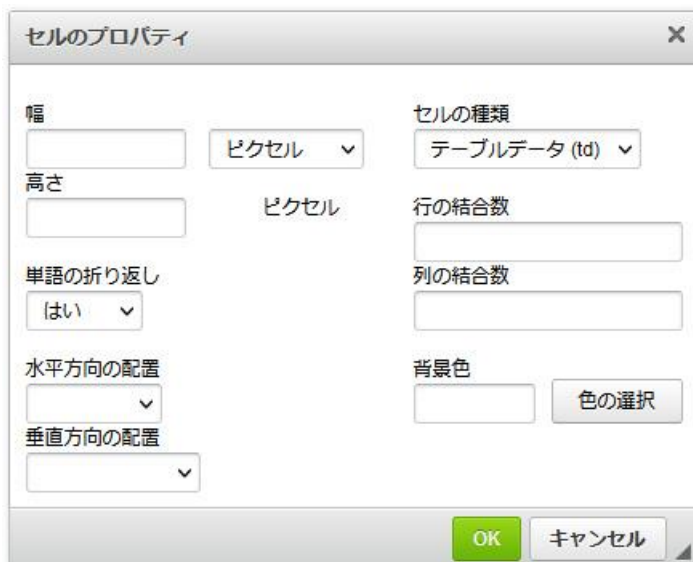 セルのプロパティ
幅
ピクセル
高さ
ピクセル
単語の折り返し
はい
水平方向の配置
垂直方向の配置
セルの種類
テーブルデータ (td)
行の結合数
列の結合数
背景色
色の選択
OK
キャンセル